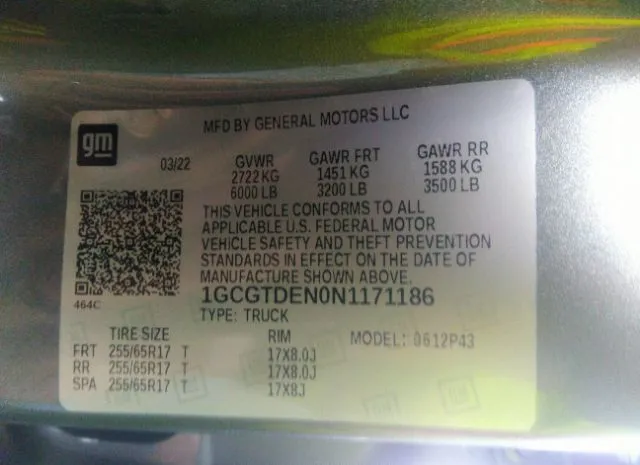 gm
MFD BY GENERAL MOTORS LLC
03/22 GVWR GAWR FRT GAWR RR
2722 KG 1451 KG 1588 KG
6000 LB 3200 LB 3500 LB
THIS VEHICLE CONFORMS TO ALL
APPLICABLE U.S. FEDERAL MOTOR
VEHICLE SAFETY AND THEFT PREVENTION
STANDARDS IN EFFECT ON THE DATE OF
MANUFACTURE SHOWN ABOVE.
464C
1GCGTDEN0N1171186
TYPE: TRUCK
TIRE SIZE RIM MODEL: 0612P43
FRT 255/65R17 T 17X8.0J
RR 255/65R17 T 17X8.0J
SPA 255/65R17 T 17X8J